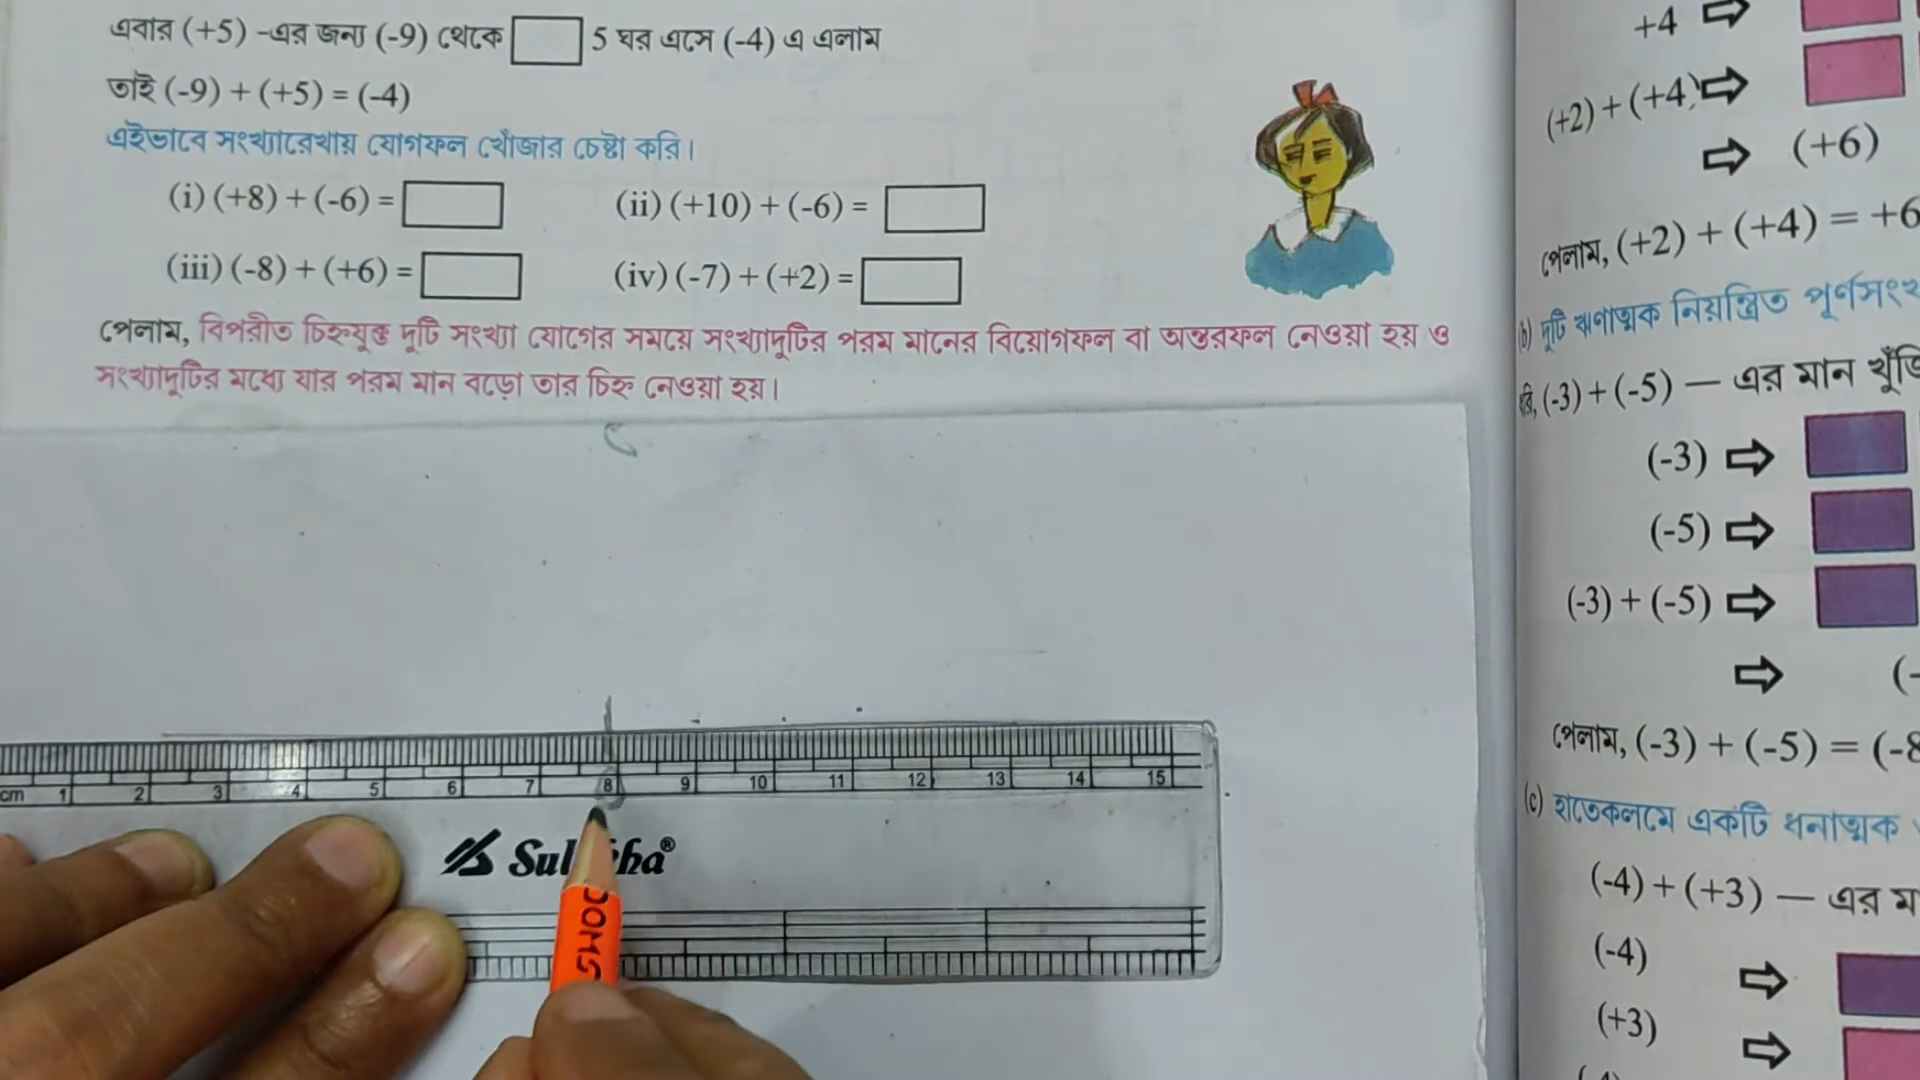 এবার (+5) -এর জন্য (-9) থেকে 5 ঘর এসে (-4) এ এলাম
তাই (-9) + (+5) = (-4)
এইভাবে সংখ্যারেখায় যোগফল খোঁজার চেষ্টা করি।
(i) (+8) + (-6) =
(ii) (+10) + (-6) =
(iii) (-8) + (+6) =
(iv) (-7) + (+2) =
পেলাম, বিপরীত চিহ্নযুক্ত দুটি সংখ্যা যোগের সময়ে সংখ্যাদুটির পরম মানের বিয়োগফল বা অন্তরফল নেওয়া হয় ও
সংখ্যাদুটির মধ্যে যার পরম মান বড়ো তার চিহ্ন নেওয়া হয়।
cm 1 2 3 4 5 6 7 8 9 10 11 12 13 14 15
DOMS
+4
(+2) + (+4)
(+6)
পেলাম, (+2) + (+4) = +6
(b) দুটি ঋণাত্মক নিয়ন্ত্রিত
(-3) + (-5) — এর মান
(-3)
(-5)
(-3) + (-5)
পেলাম, (-3) + (-5) = (-8
(c) হাতেকলমে একটি ধনাত্মক
(-4) + (+3) — এর
(-4)
(+3)